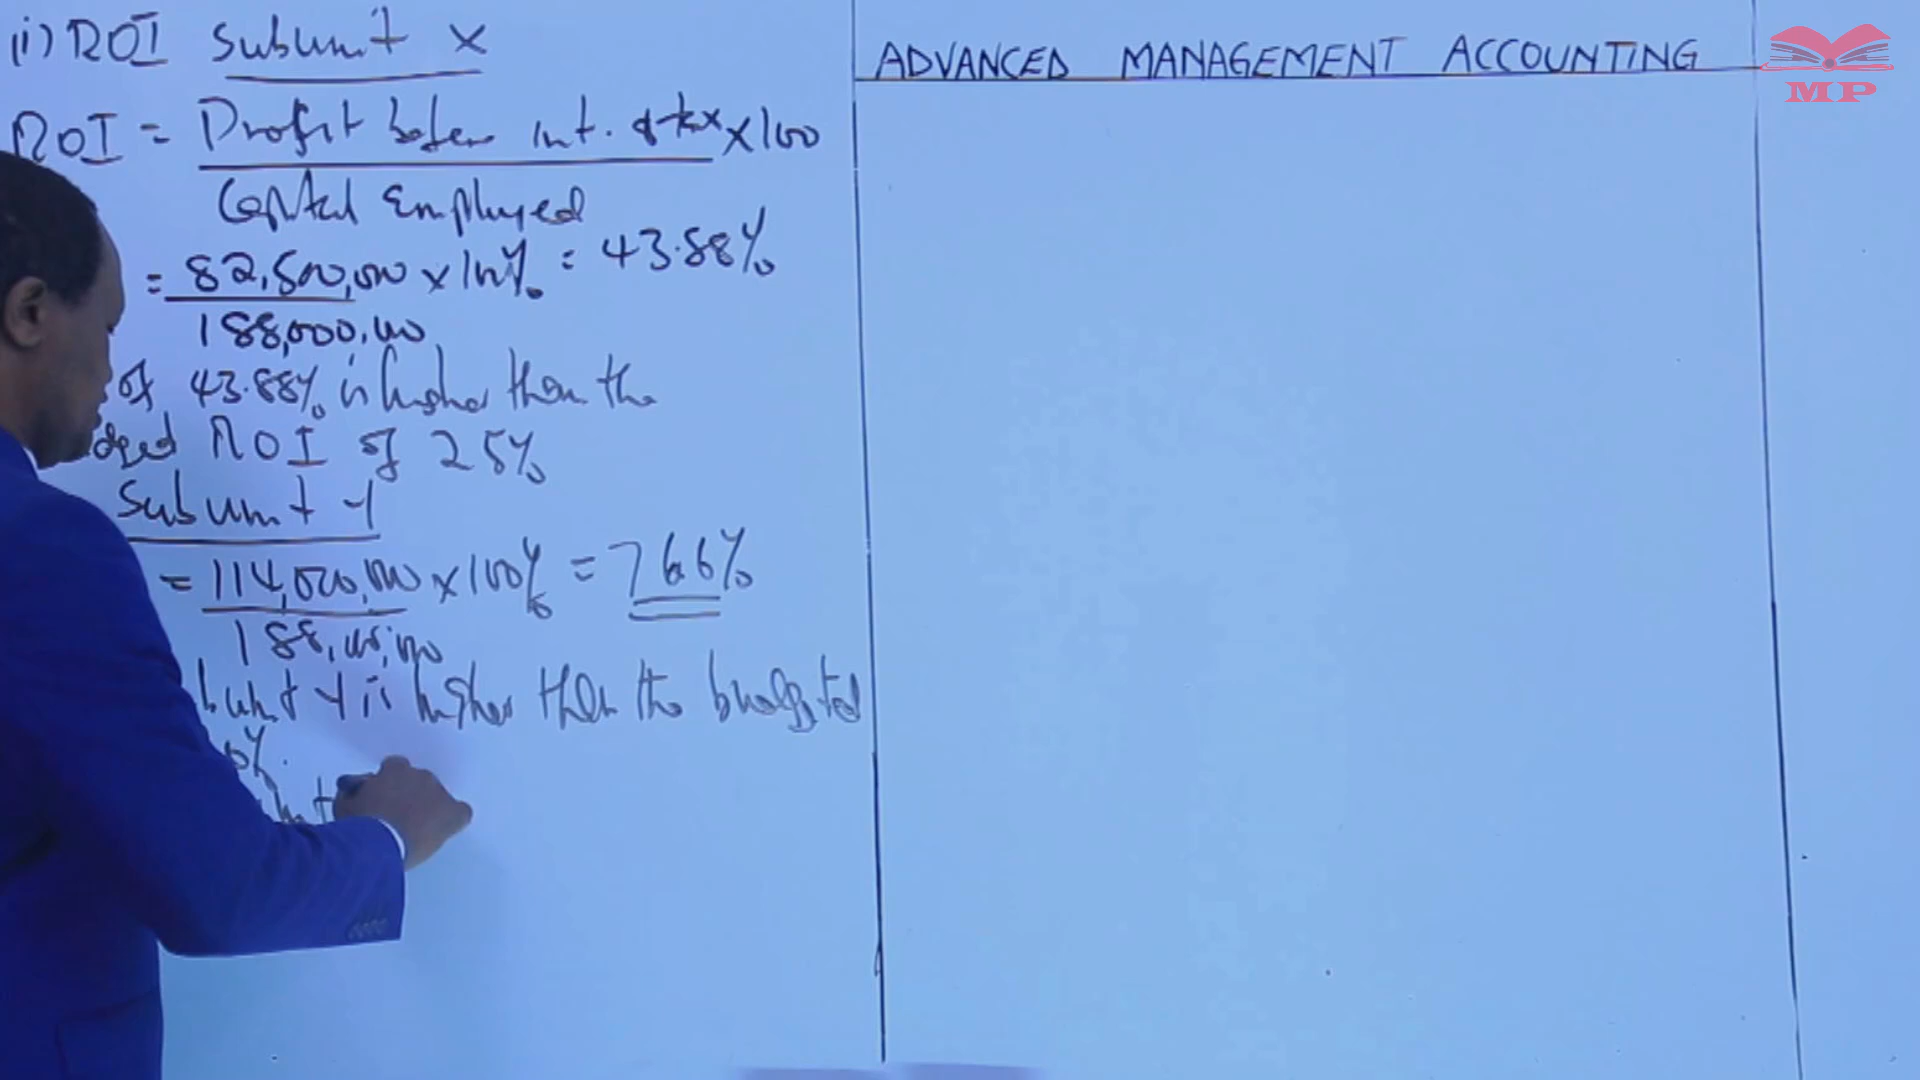 (ii) ROI Subunit X
ROI = Profit before int. & tax x 100
Capital Employed
= 82,500,000 x 100% = 43.88%
188,000,000
of 43.88% is higher than the
ROI of 25%
Subunit Y
= 114,000,000 x 100% = 76.6%
188,000,000
Y is higher than the budgeted
ADVANCED MANAGEMENT ACCOUNTING
MP